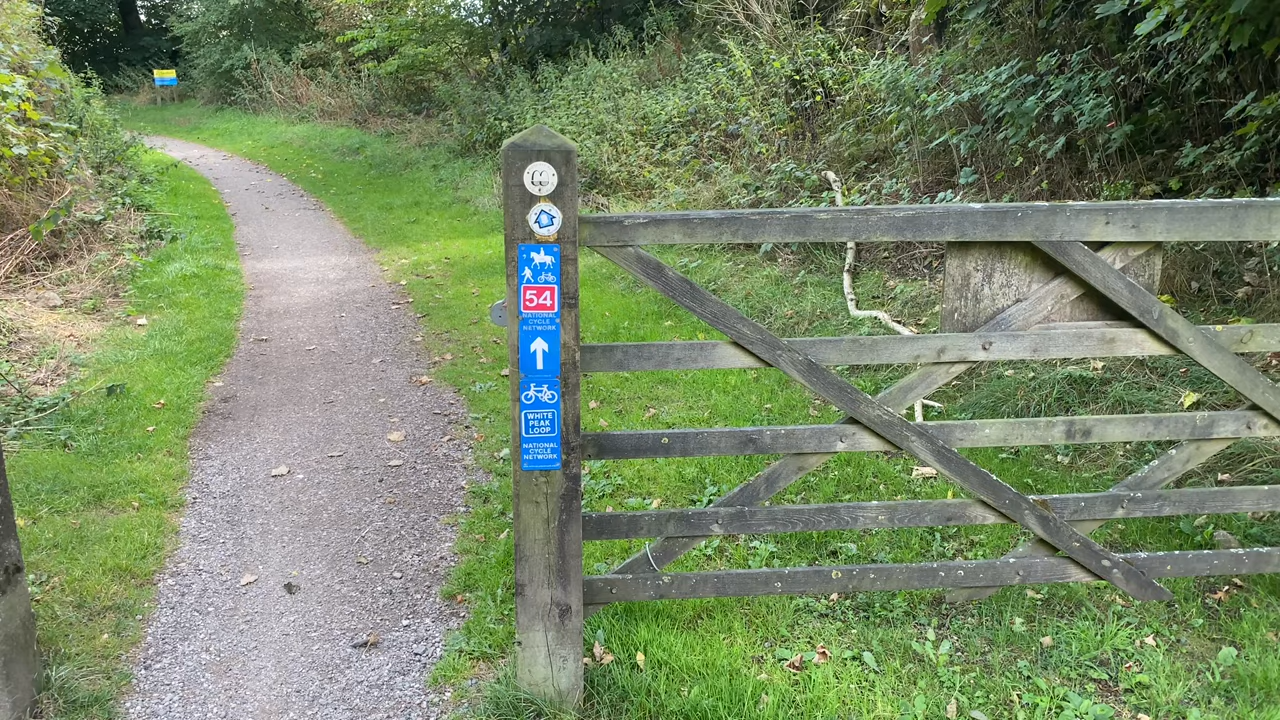 54
NATIONAL
CYCLE
NETWORK
WHITE
PEAK
LOOP
NATIONAL
CYCLE
NETWORK